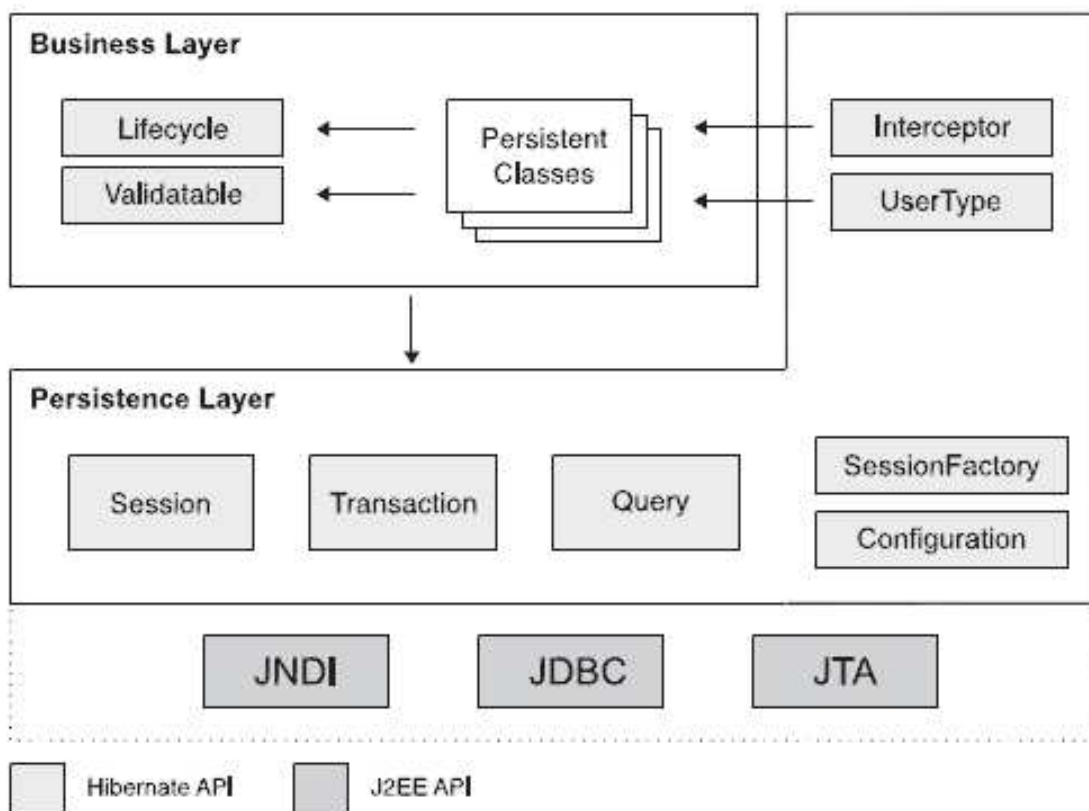 Business Layer
Lifecycle
Validatable
Persistent
Classes
Interceptor
UserType
Persistence Layer
Session
Transaction
Query
SessionFactory
Configuration
JNDI
JDBC
JTA
Hibernate API
J2EE API